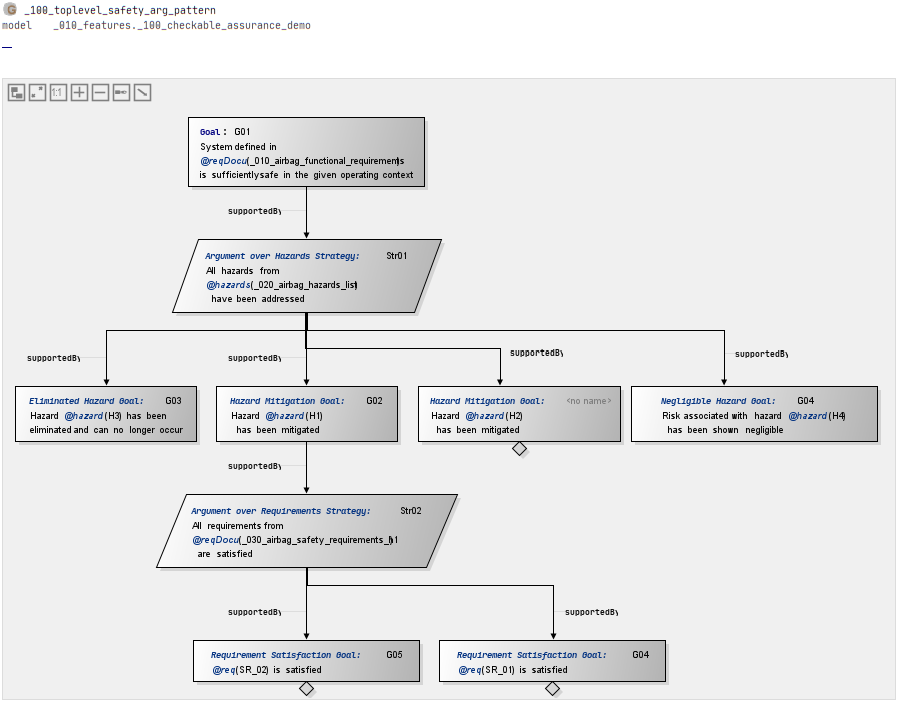 G _100_toplevel_safety_arg_pattern
model _010_features._100_checkable_assurance_demo
1:1
Goal : G01
System defined in
@reqDocu(_010_airbag_functional_requirements)
is sufficiently safe in the given operating context
supportedBy
Argument over Hazards Strategy: Str01
All hazards from
@hazards(_020_airbag_hazards_list)
have been addressed
supportedBy supportedBy supportedBy supportedBy
Eliminated Hazard Goal: G03
Hazard @hazard(H3) has been
eliminated and can no longer occur
Hazard Mitigation Goal: G02
Hazard @hazard(H1)
has been mitigated
Hazard Mitigation Goal: <no name>
Hazard @hazard(H2)
has been mitigated
Negligible Hazard Goal: G04
Risk associated with hazard @hazard(H4)
has been shown negligible
supportedBy
Argument over Requirements Strategy: Str02
All requirements from
@reqDocu(_030_airbag_safety_requirements_h1)
are satisfied
supportedBy supportedBy
Requirement Satisfaction Goal: G05
@req(SR_02) is satisfied
Requirement Satisfaction Goal: G04
@req(SR_01) is satisfied